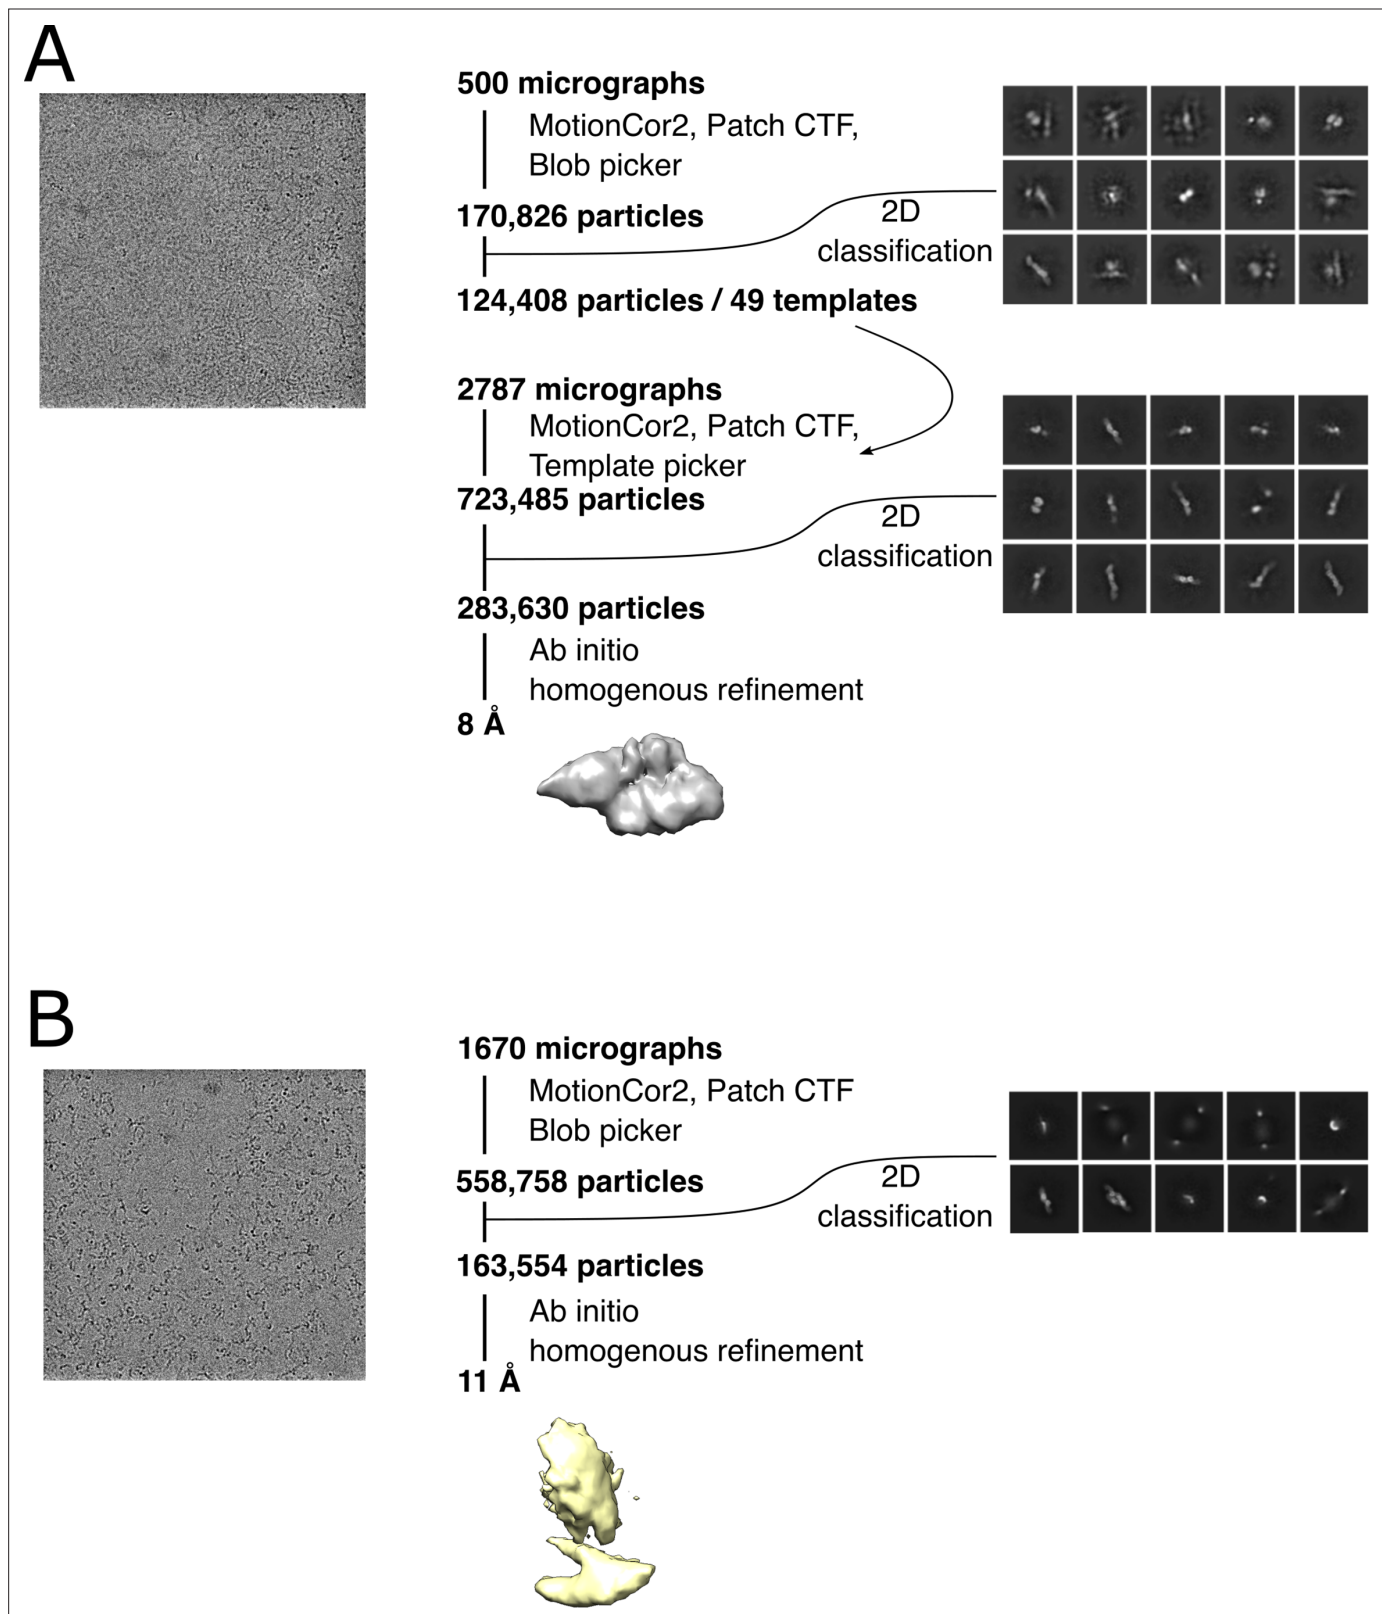 A
500 micrographs
MotionCor2, Patch CTF,
Blob picker
170,826 particles
2D
classification
124,408 particles / 49 templates
2787 micrographs
MotionCor2, Patch CTF,
Template picker
723,485 particles
2D
classification
283,630 particles
Ab initio
homogenous refinement
8 Å
B
1670 micrographs
MotionCor2, Patch CTF
Blob picker
558,758 particles
2D
classification
163,554 particles
Ab initio
homogenous refinement
11 Å